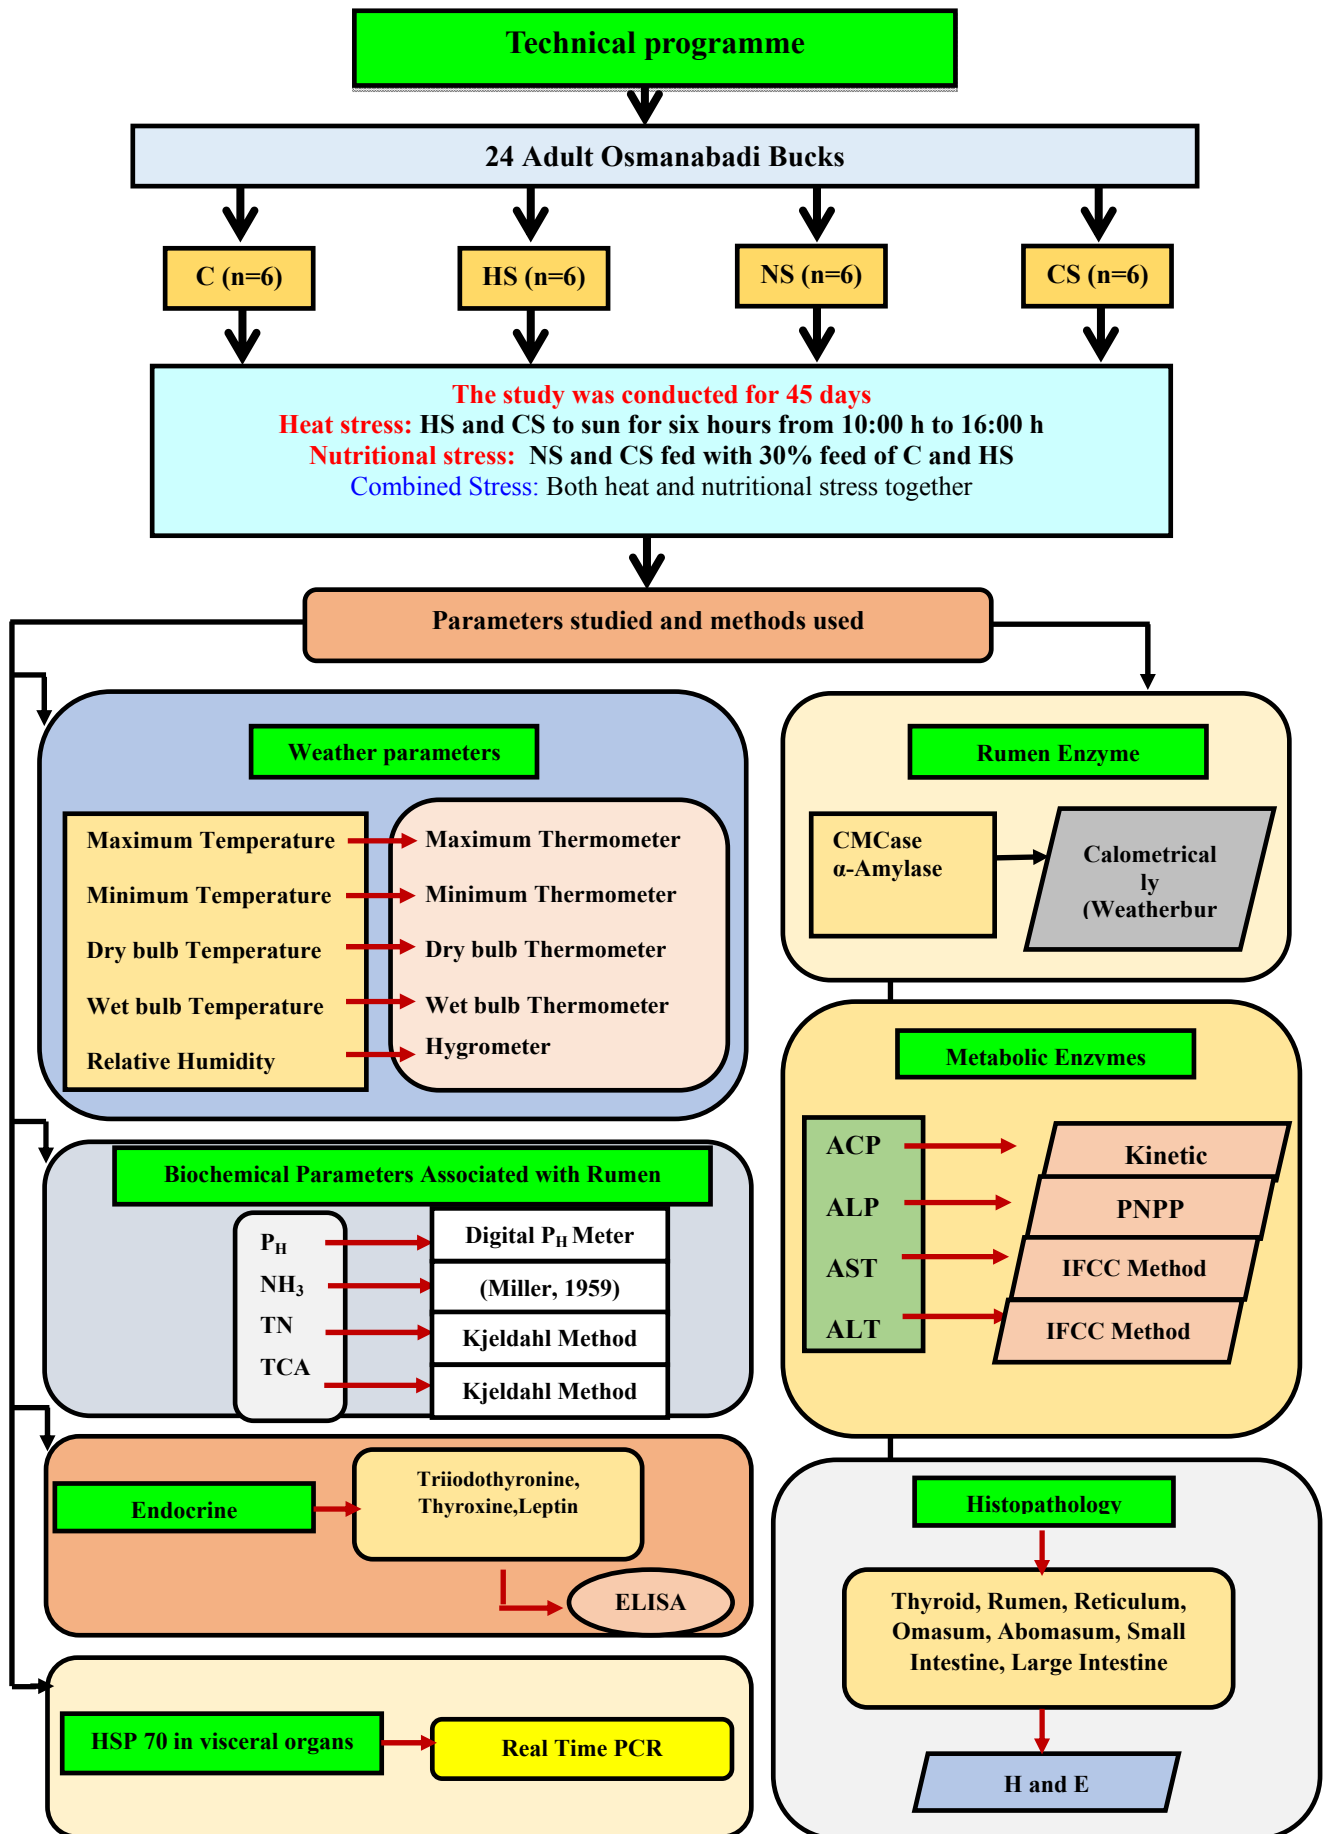 Technical programme
24 Adult Osmanabadi Bucks
C (n=6)
HS (n=6)
NS (n=6)
CS (n=6)
The study was conducted for 45 days
Heat stress: HS and CS to sun for six hours from 10:00 h to 16:00 h
Nutritional stress: NS and CS fed with 30% feed of C and HS
Combined Stress: Both heat and nutritional stress together
Parameters studied and methods used
Weather parameters
Maximum Temperature
Maximum Thermometer
Minimum Temperature
Minimum Thermometer
Dry bulb Temperature
Dry bulb Thermometer
Wet bulb Temperature
Wet bulb Thermometer
Relative Humidity
Hygrometer
Biochemical Parameters Associated with Rumen
PH
Digital PH Meter
NH3
(Miller, 1959)
TN
Kjeldahl Method
TCA
Kjeldahl Method
Endocrine
Triiodothyronine,
Thyroxine,Leptin
ELISA
HSP 70 in visceral organs
Real Time PCR
Rumen Enzyme
CMCase
α-Amylase
Calometrical
ly
(Weatherbur
Metabolic Enzymes
ACP
Kinetic
ALP
PNPP
AST
IFCC Method
ALT
IFCC Method
Histopathology
Thyroid, Rumen, Reticulum,
Omasum, Abomasum, Small
Intestine, Large Intestine
H and E